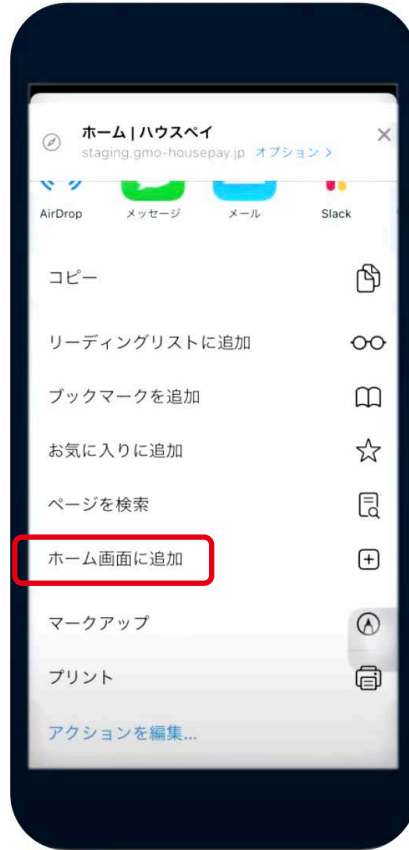 ホーム | ハウスペイ
staging.gmo-housepay.jp オプション >
AirDrop メッセージ メール Slack
コピー
リーディングリストに追加
ブックマークを追加
お気に入りに追加
ページを検索
ホーム画面に追加
マークアップ
プリント
アクションを編集...